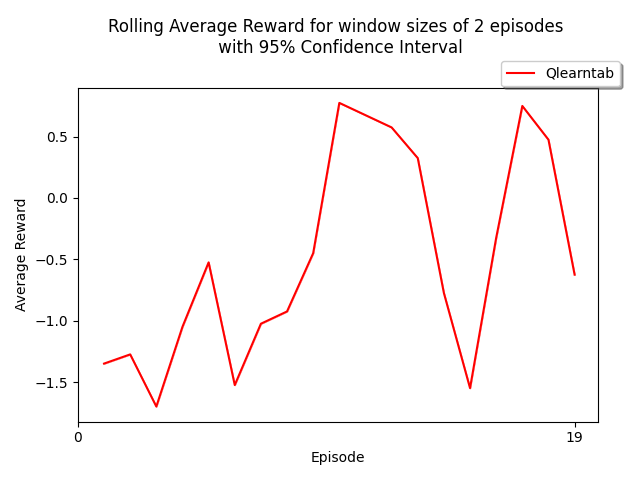 Rolling Average Reward for window sizes of 2 episodes
with 95% Confidence Interval
Qlearntab
0.5
0.0
−0.5
−1.0
−1.5
Average Reward
0
19
Episode